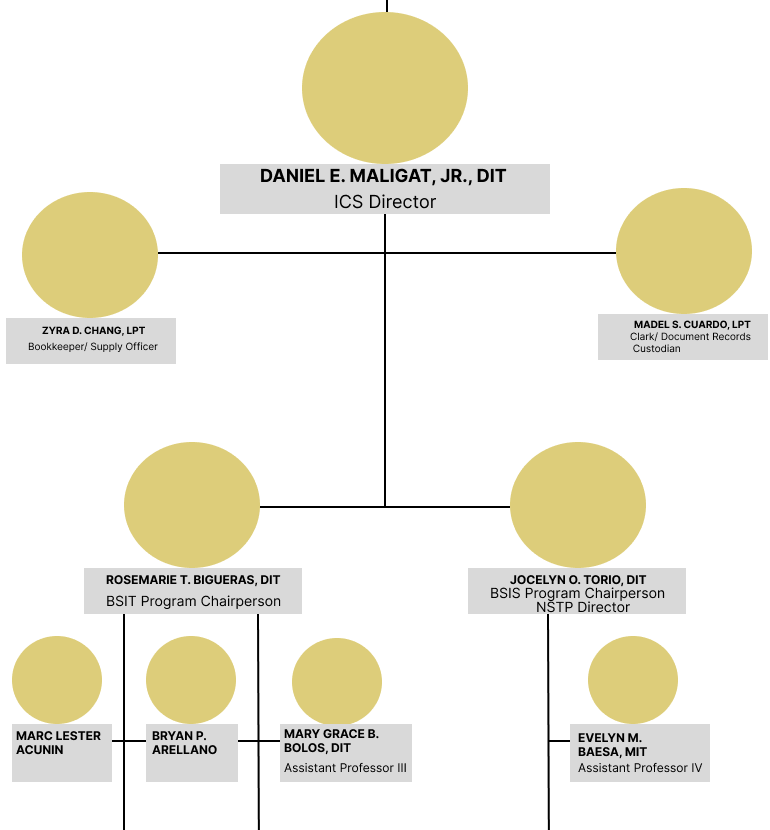 DANIEL E. MALIGAT, JR., DIT
ICS Director
ZYRA D. CHANG, LPT
Bookkeeper/ Supply Officer
MADEL S. CUARDO, LPT
Clark/ Document Records
Custodian
ROSEMARIE T. BIGUERAS, DIT
BSIT Program Chairperson
JOCELYN O. TORIO, DIT
BSIS Program Chairperson
NSTP Director
MARC LESTER
ACUNIN
BRYAN P.
ARELLANO
MARY GRACE B.
BOLOS, DIT
Assistant Professor III
EVELYN M.
BAESA, MIT
Assistant Professor IV